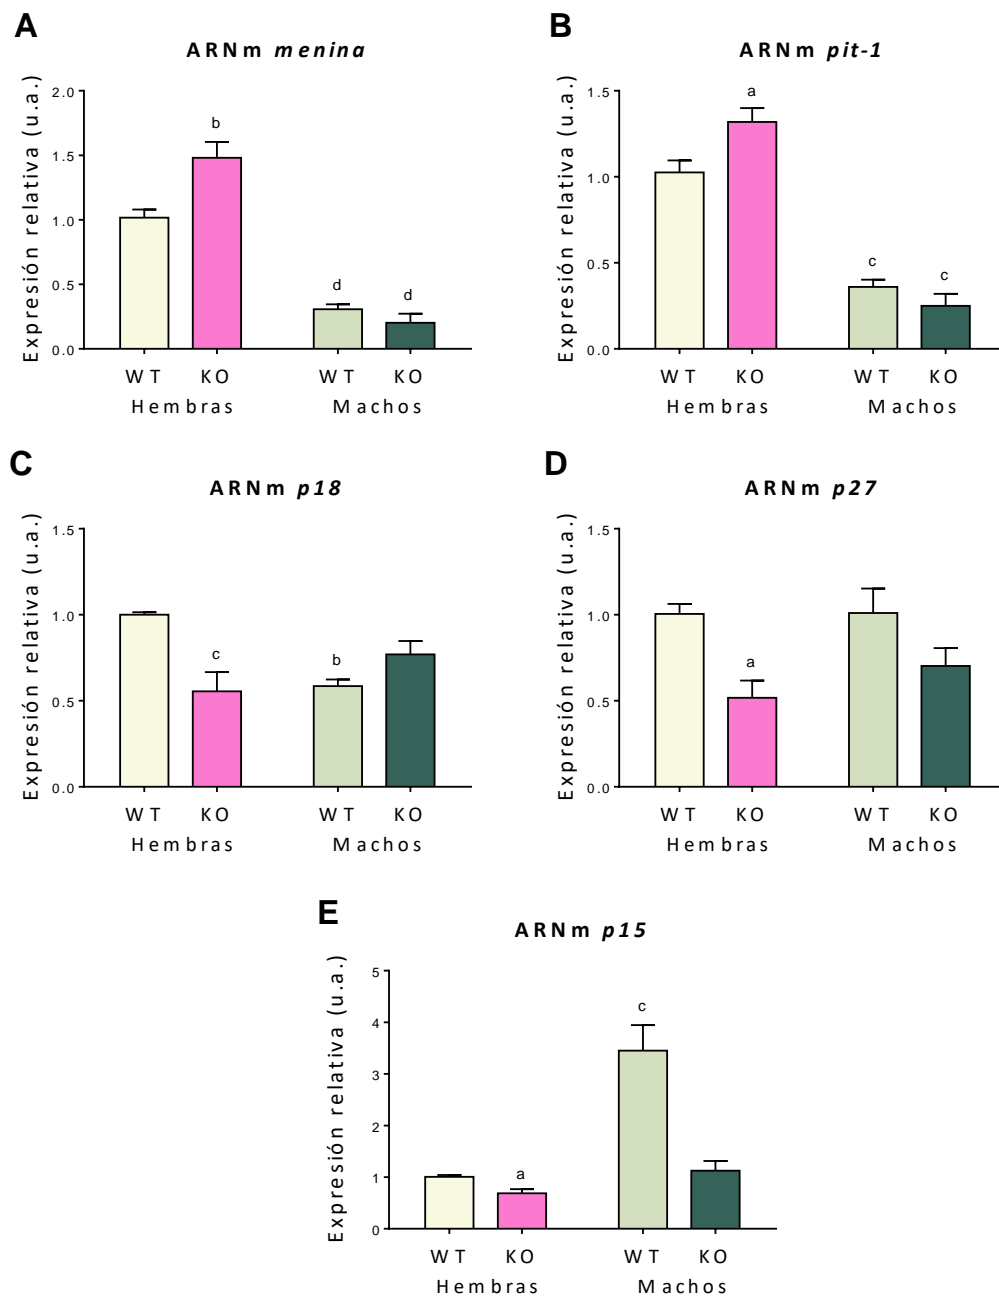 A
ARNm menina
Expresión relativa (u.a.)
2.0
1.5
1.0
0.5
0.0
b
d
d
WT KO WT KO
Hembras Machos
B
ARNm pit-1
Expresión relativa (u.a.)
1.5
1.0
0.5
0.0
a
c
c
WT KO WT KO
Hembras Machos
C
ARNm p18
Expresión relativa (u.a.)
1.5
1.0
0.5
0.0
c
b
WT KO WT KO
Hembras Machos
D
ARNm p27
Expresión relativa (u.a.)
1.5
1.0
0.5
0.0
a
WT KO WT KO
Hembras Machos
E
ARNm p15
Expresión relativa (u.a.)
5
4
3
2
1
0
a
c
WT KO WT KO
Hembras Machos